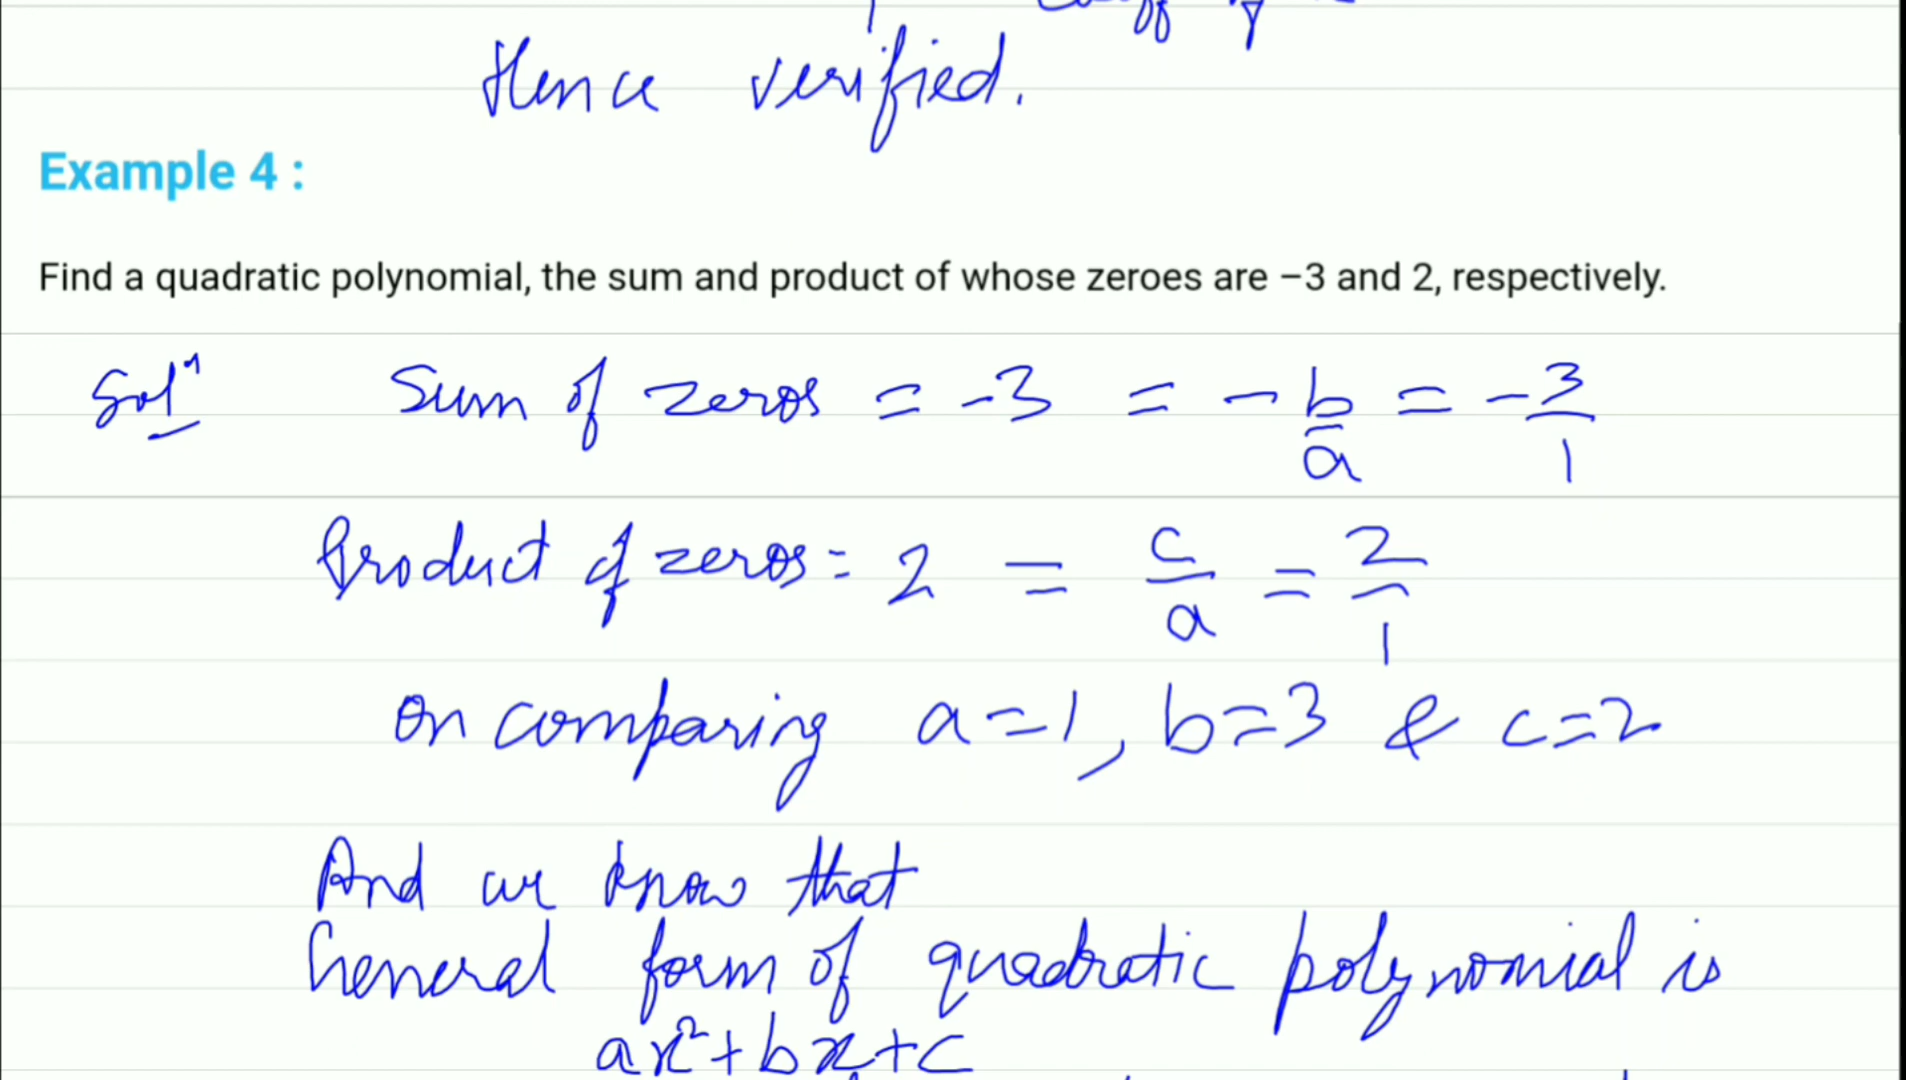 Hence verified.
Example 4 :
Find a quadratic polynomial, the sum and product of whose zeroes are –3 and 2, respectively.
Solⁿ Sum of zeros = -3 = -b/a = -3/1
Product of zeros = 2 = c/a = 2/1
On comparing a=1, b=3 & c=2
And we know that
General form of quadratic polynomial is
ax²+bx+c